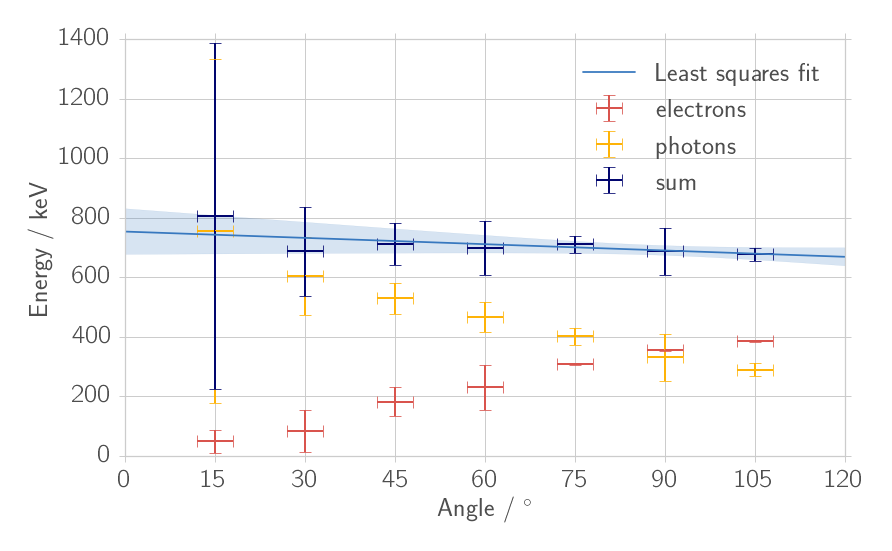 1400
1200
1000
800
600
400
200
0
Energy / keV
0 15 30 45 60 75 90 105 120
Angle / °
Least squares fit
electrons
photons
sum